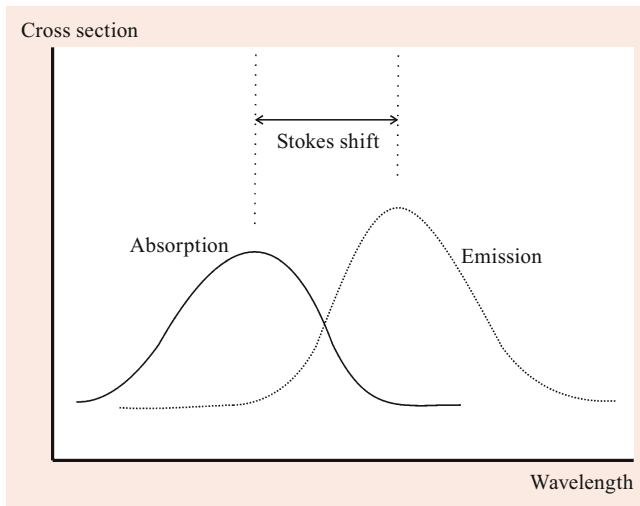 Cross section
Stokes shift
Absorption
Emission
Wavelength